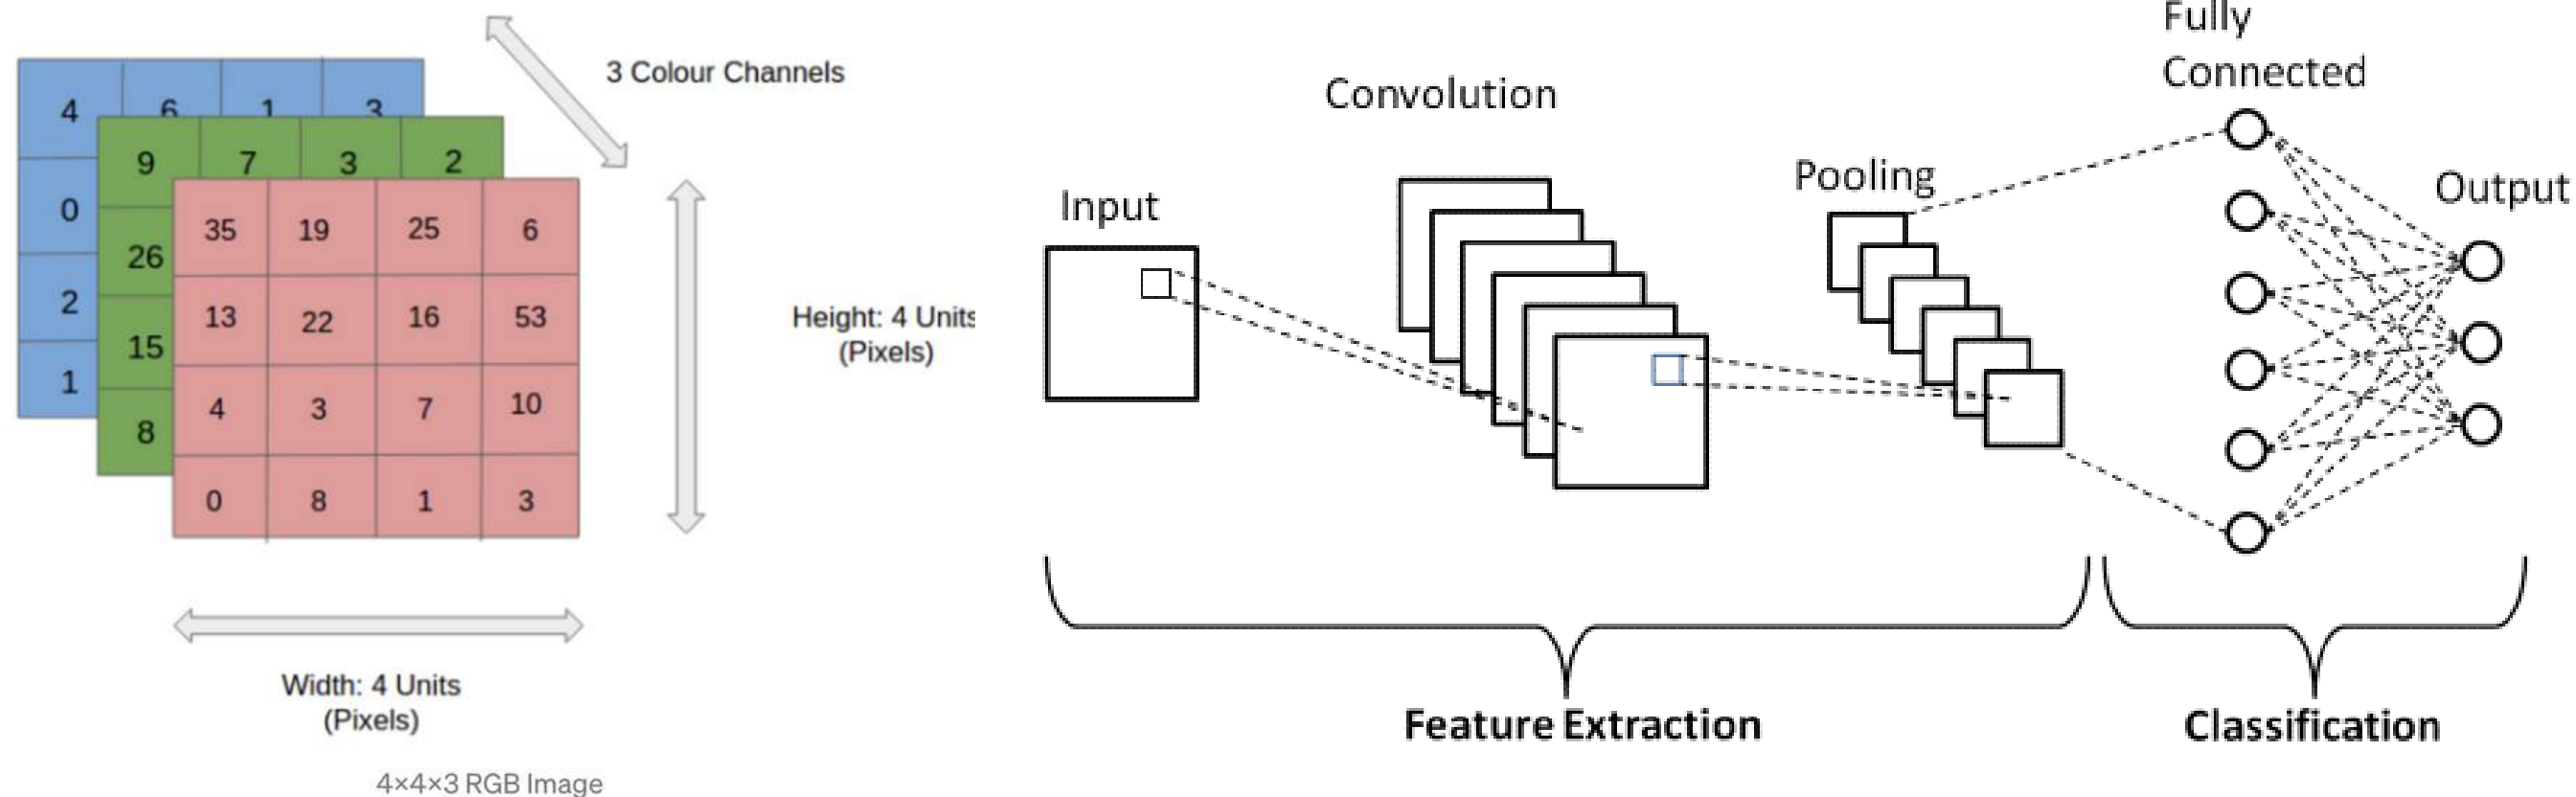 3 Colour Channels
4 6 1 3
9 7 3 2
0
26
35 19 25 6
2
15
13 22 16 53
1
8
4 3 7 10
0 8 1 3
Height: 4 Units
(Pixels)
Width: 4 Units
(Pixels)
4×4×3 RGB Image
Input
Convolution
Pooling
Fully
Connected
Output
Feature Extraction
Classification